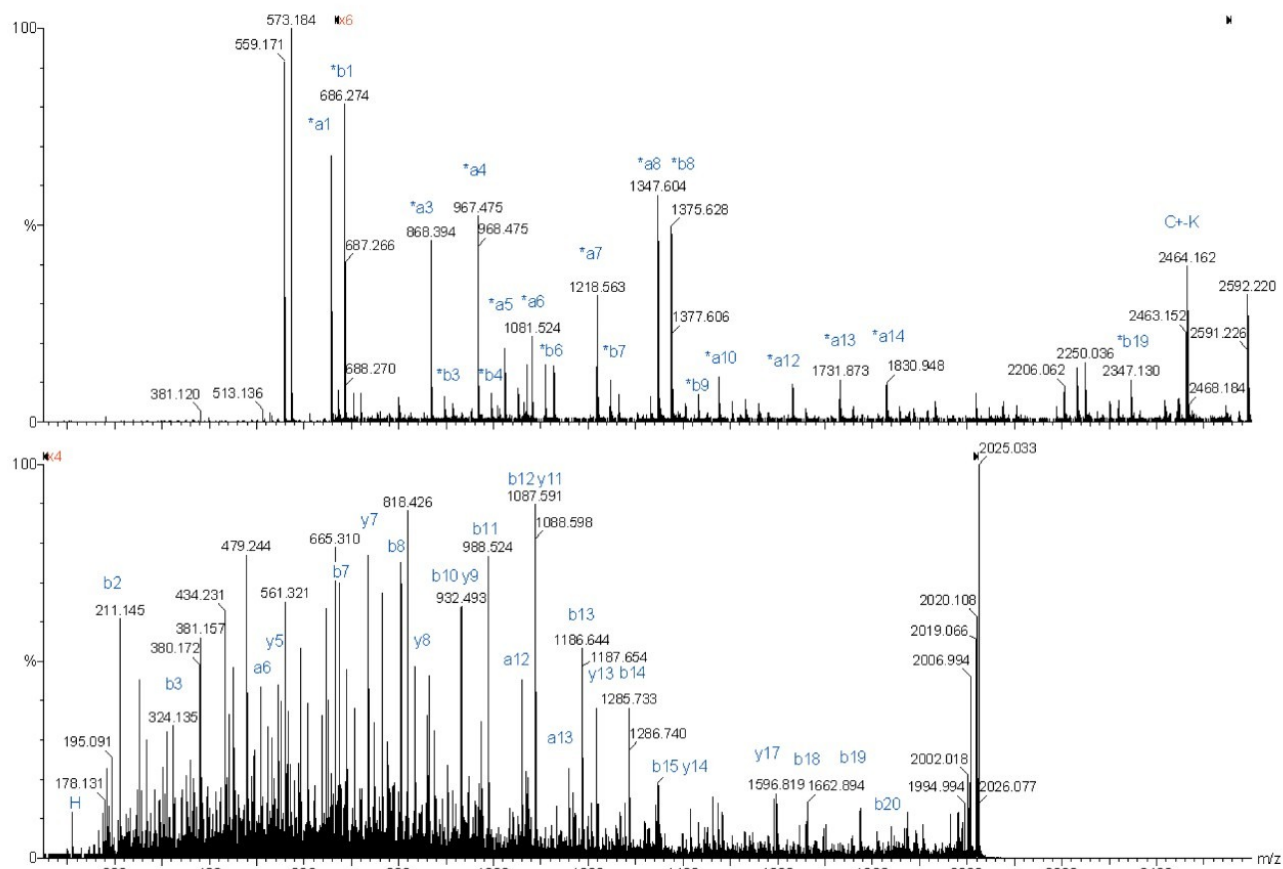 100
573.184
x6
559.171
*b1
686.274
*a1
*a4
*a8 *b8
967.475
1347.604
*a3
1375.628
868.394
968.475
C+-K
%
687.266
*a7
2464.162
1218.563
2592.220
*a5 *a6
1081.524
1377.606
2463.152
2591.226
688.270
*b6
*b7
*a10
*a12
*a13
*a14
*b19
2250.036
2206.062
2347.130
*b3
*b4
1731.873
1830.948
381.120
513.136
*b9
2468.184
0
x4
100
2025.033
b12 y11
818.426
1087.591
y7
1088.598
479.244
665.310
b8
b11
988.524
b2
434.231
561.321
b7
b10 y9
932.493
211.145
2020.108
381.157
b13
2019.066
380.172
y5
1186.644
%
a6
y8
a12
1187.654
2006.994
b3
y13 b14
324.135
1285.733
195.091
a13
1286.740
178.131
b15 y14
y17
b18
b19
2002.018
H
1596.819
1662.894
1994.994
2026.077
b20
0
m/z